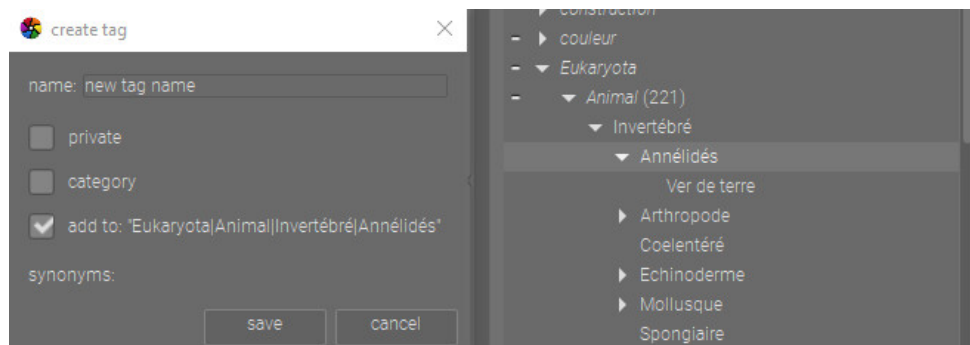 create tag
name: new tag name
private
category
add to: "Eukaryota|Animal|Invertébré|Annélidés"
synonyms:
save
cancel
construction
couleur
Eukaryota
Animal (221)
Invertébré
Annélidés
Ver de terre
Arthropode
Coelentéré
Echinoderme
Mollusque
Spongiaire